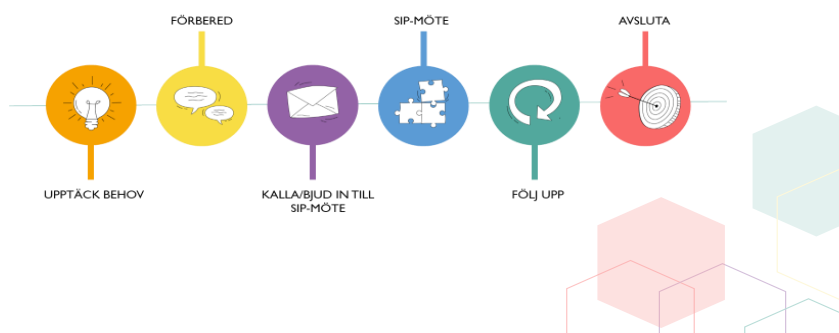 UPPTÄCK BEHOV
FÖRBERED
KALLA/BJUD IN TILL
SIP-MÖTE
SIP-MÖTE
FÖLJ UPP
AVSLUTA